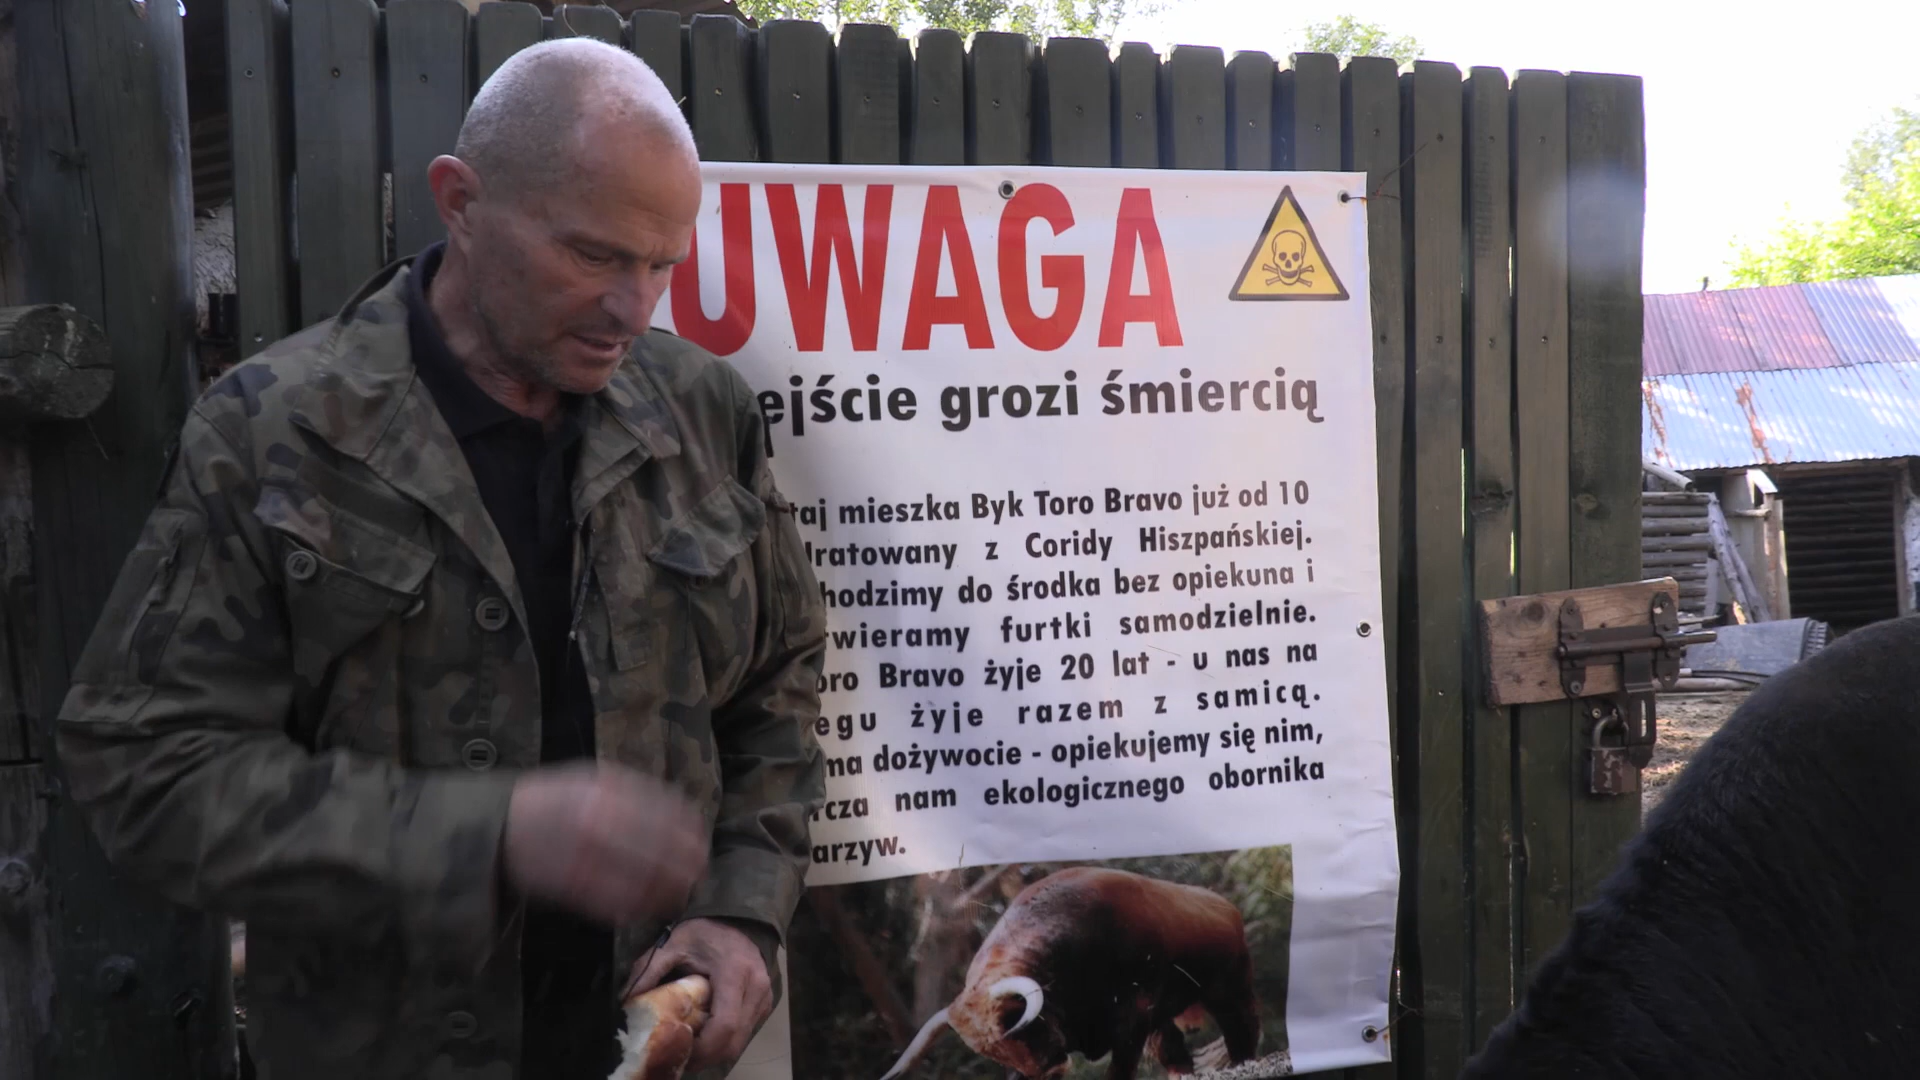 UWAGA
ejście grozi śmiercią
taj mieszka Byk Toro Bravo już od 10
ratowany z Coridy Hiszpańskiej.
hodzimy do środka bez opiekuna i
wieramy furtki samodzielnie.
oro Bravo żyje 20 lat - u nas na
egu żyje razem z samicą.
ma dożywocie - opiekujemy się nim,
rcza nam ekologicznego obornika
arzyw.